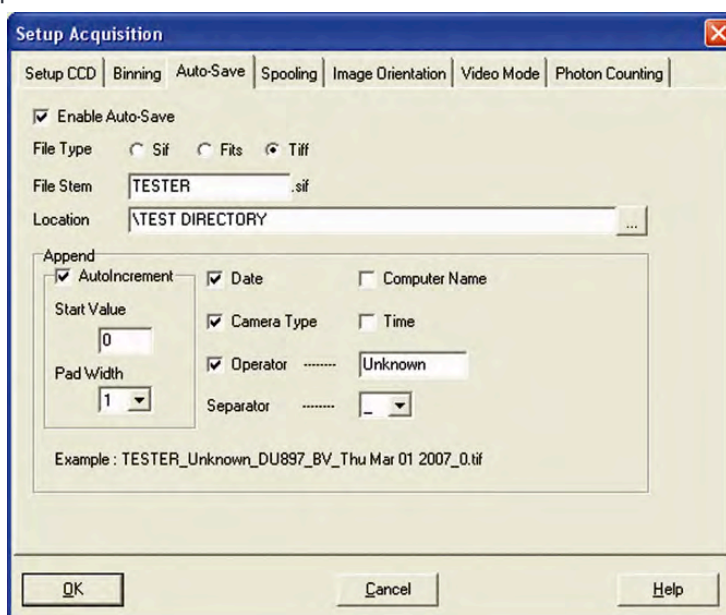 Setup Acquisition
Setup CCD Binning Auto-Save Spooling Image Orientation Video Mode Photon Counting
Enable Auto-Save
File Type Sif Fits Tiff
File Stem TESTER .sif
Location \TEST DIRECTORY ...
Append
AutoIncrement Date Computer Name
Start Value
0
Camera Type Time
Pad Width
1
Operator -------- Unknown
Separator -------- _
Example : TESTER_Unknown_DU897_BV_Thu Mar 01 2007_0.tif
OK Cancel Help